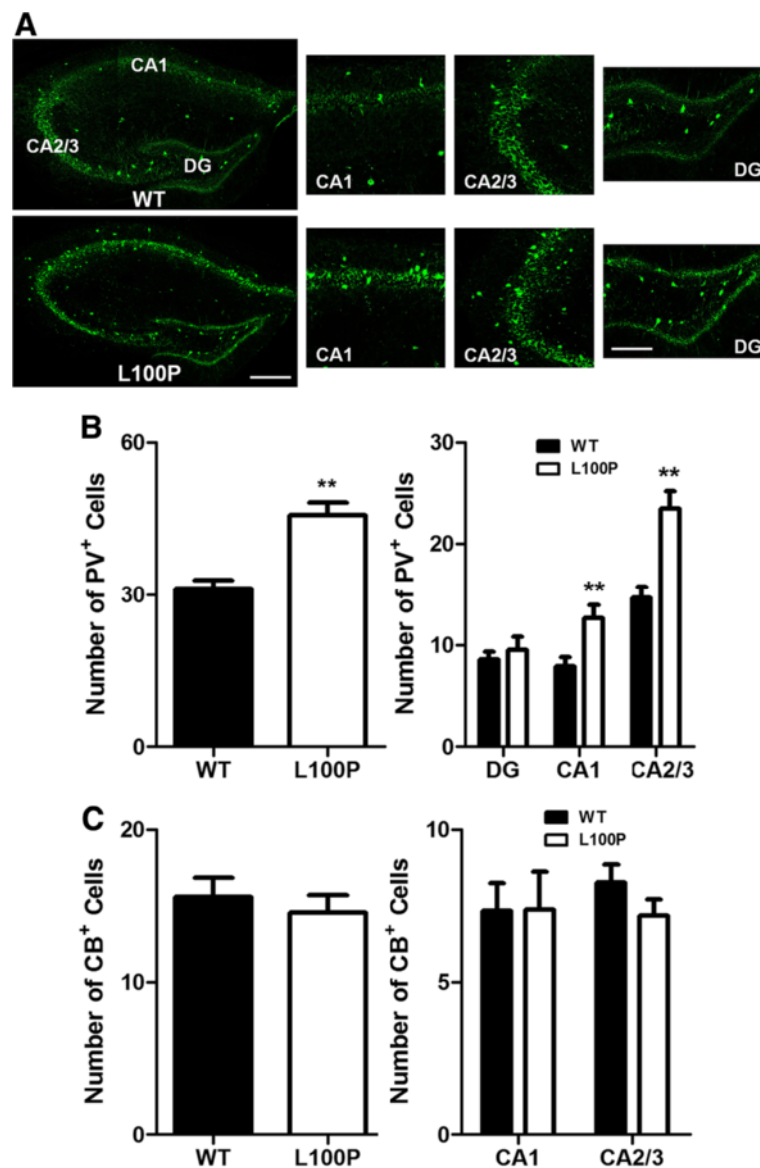 A
CA1
CA2/3
DG
WT
CA1
CA2/3
DG
L100P
CA1
CA2/3
DG
B
Number of PV+ Cells
60
30
0
**
WT
L100P
Number of PV+ Cells
30
20
10
0
WT
L100P
**
**
DG
CA1
CA2/3
C
Number of CB+ Cells
20
10
0
WT
L100P
Number of CB+ Cells
10
5
0
WT
L100P
CA1
CA2/3